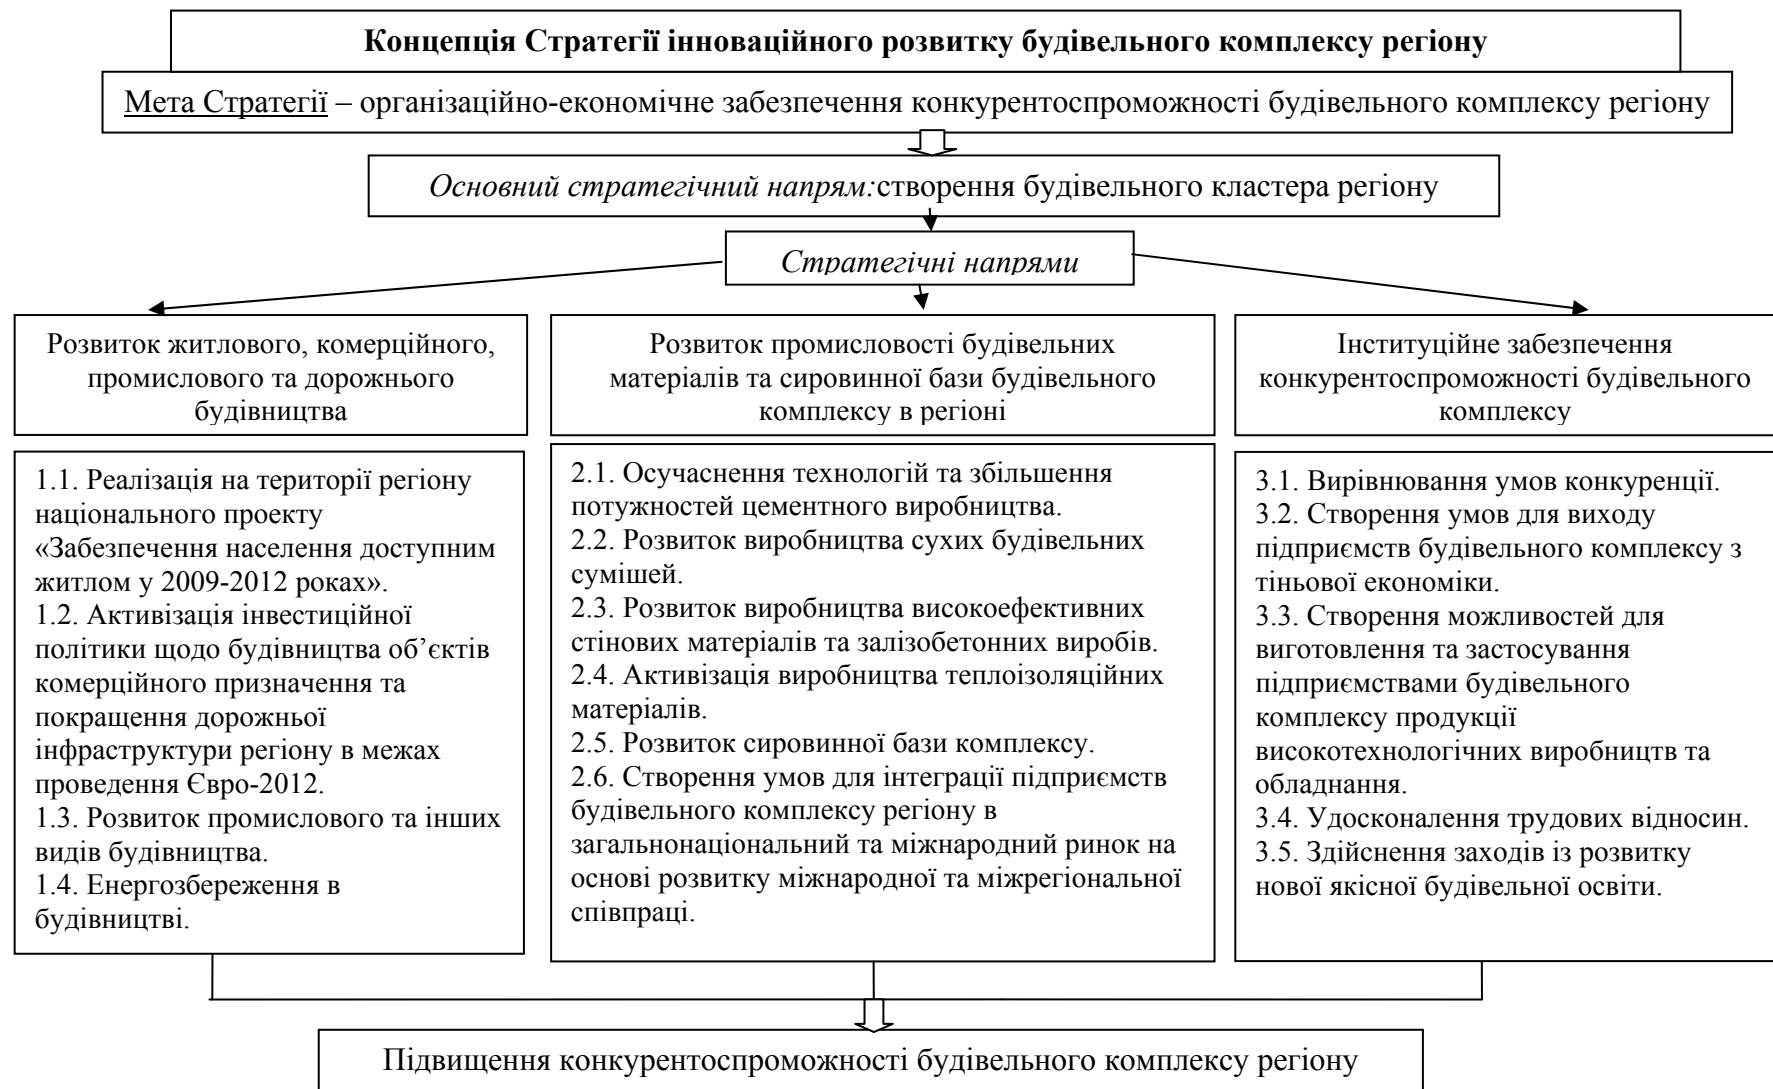 Концепція Стратегії інноваційного розвитку будівельного комплексу регіону
Мета Стратегії – організаційно-економічне забезпечення конкурентоспроможності будівельного комплексу регіону
Основний стратегічний напрям:створення будівельного кластера регіону
Стратегічні напрями
Розвиток житлового, комерційного,
промислового та дорожнього
будівництва
Розвиток промисловості будівельних
матеріалів та сировинної бази будівельного
комплексу в регіоні
Інституційне забезпечення
конкурентоспроможності будівельного
комплексу
1.1. Реалізація на території регіону
національного проекту
«Забезпечення населення доступним
житлом у 2009-2012 роках».
1.2. Активізація інвестиційної
політики щодо будівництва об’єктів
комерційного призначення та
покращення дорожньої
інфраструктури регіону в межах
проведення Євро-2012.
1.3. Розвиток промислового та інших
видів будівництва.
1.4. Енергозбереження в
будівництві.
2.1. Осучаснення технологій та збільшення
потужностей цементного виробництва.
2.2. Розвиток виробництва сухих будівельних
сумішей.
2.3. Розвиток виробництва високоефективних
стінових матеріалів та залізобетонних виробів.
2.4. Активізація виробництва теплоізоляційних
матеріалів.
2.5. Розвиток сировинної бази комплексу.
2.6. Створення умов для інтеграції підприємств
будівельного комплексу регіону в
загальнонаціональний та міжнародний ринок на
основі розвитку міжнародної та міжрегіональної
співпраці.
3.1. Вирівнювання умов конкуренції.
3.2. Створення умов для виходу
підприємств будівельного комплексу з
тіньової економіки.
3.3. Створення можливостей для
виготовлення та застосування
підприємствами будівельного
комплексу продукції
високотехнологічних виробництв та
обладнання.
3.4. Удосконалення трудових відносин.
3.5. Здійснення заходів із розвитку
нової якісної будівельної освіти.
Підвищення конкурентоспроможності будівельного комплексу регіону